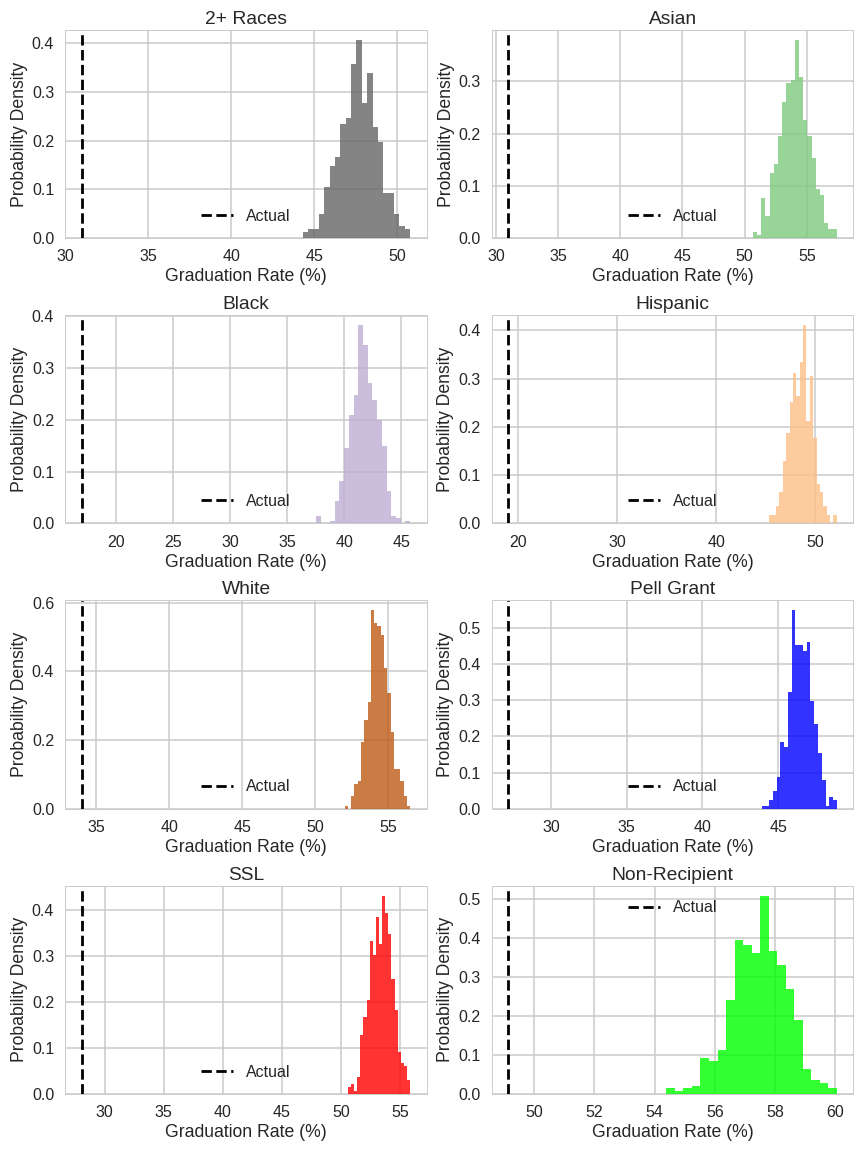 2+ Races
Asian
Probability Density
0.4
0.3
0.2
0.1
0.0
Actual
30 35 40 45 50
Graduation Rate (%)
Probability Density
0.3
0.2
0.1
0.0
Actual
30 35 40 45 50 55
Graduation Rate (%)
Black
Hispanic
Probability Density
0.4
0.3
0.2
0.1
0.0
Actual
20 25 30 35 40 45
Graduation Rate (%)
Probability Density
0.4
0.3
0.2
0.1
0.0
Actual
20 30 40 50
Graduation Rate (%)
White
Pell Grant
Probability Density
0.6
0.4
0.2
0.0
Actual
35 40 45 50 55
Graduation Rate (%)
Probability Density
0.5
0.4
0.3
0.2
0.1
0.0
Actual
30 35 40 45
Graduation Rate (%)
SSL
Non-Recipient
Probability Density
0.4
0.3
0.2
0.1
0.0
Actual
30 35 40 45 50 55
Graduation Rate (%)
Probability Density
0.5
0.4
0.3
0.2
0.1
0.0
Actual
50 52 54 56 58 60
Graduation Rate (%)